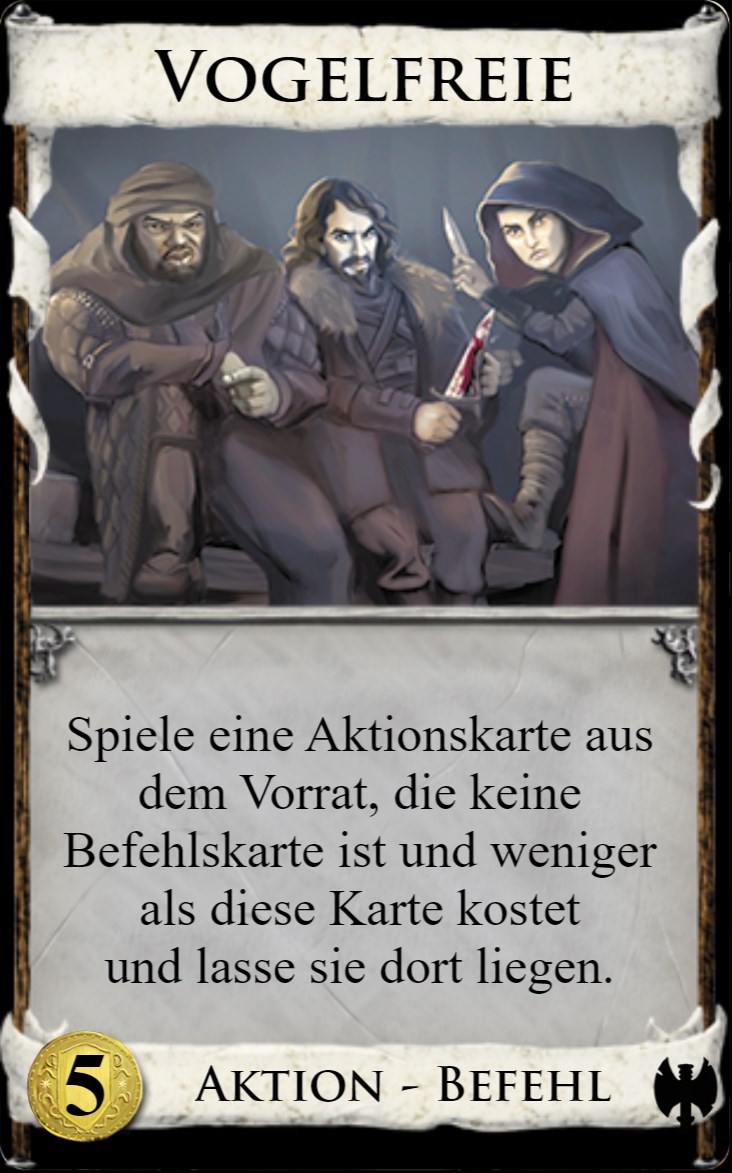 VOGELFREIE
Spiele eine Aktionskarte aus
dem Vorrat, die keine
Befehlskarte ist und weniger
als diese Karte kostet
und lasse sie dort liegen.
5
AKTION - BEFEHL